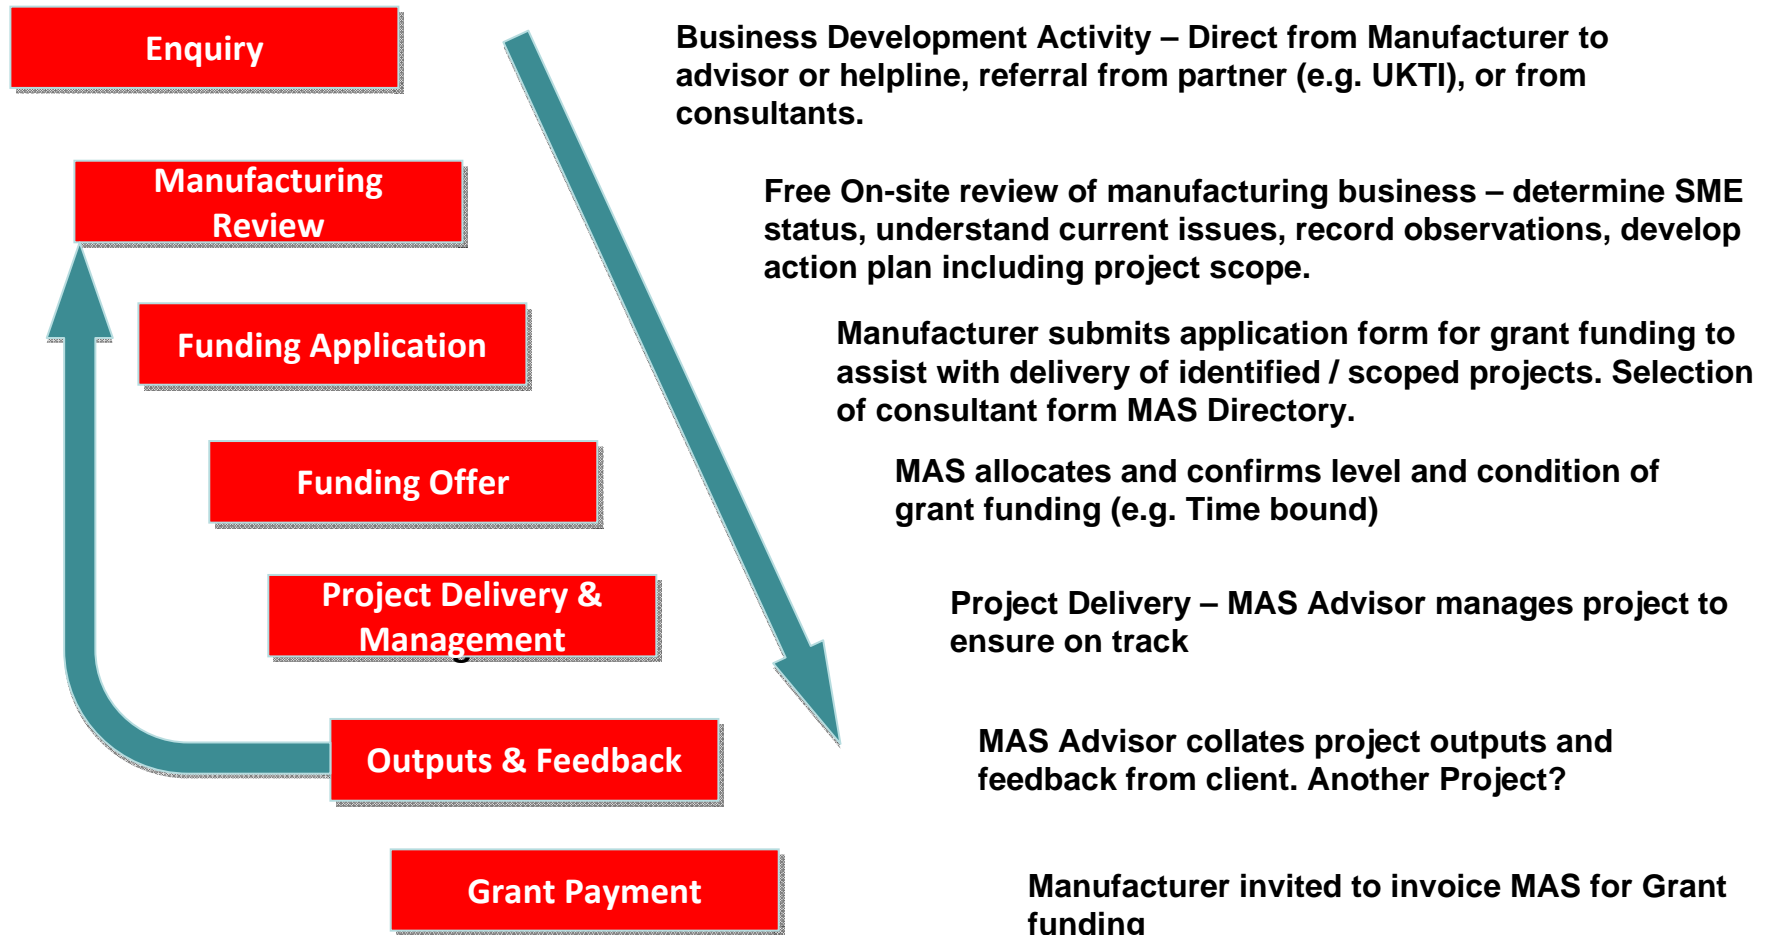 Enquiry
Business Development Activity – Direct from Manufacturer to
advisor or helpline, referral from partner (e.g. UKTI), or from
consultants.
Manufacturing
Review
Free On-site review of manufacturing business – determine SME
status, understand current issues, record observations, develop
action plan including project scope.
Funding Application
Manufacturer submits application form for grant funding to
assist with delivery of identified / scoped projects. Selection
of consultant form MAS Directory.
Funding Offer
MAS allocates and confirms level and condition of
grant funding (e.g. Time bound)
Project Delivery &
Management
Project Delivery – MAS Advisor manages project to
ensure on track
Outputs & Feedback
MAS Advisor collates project outputs and
feedback from client. Another Project?
Grant Payment
Manufacturer invited to invoice MAS for Grant
funding